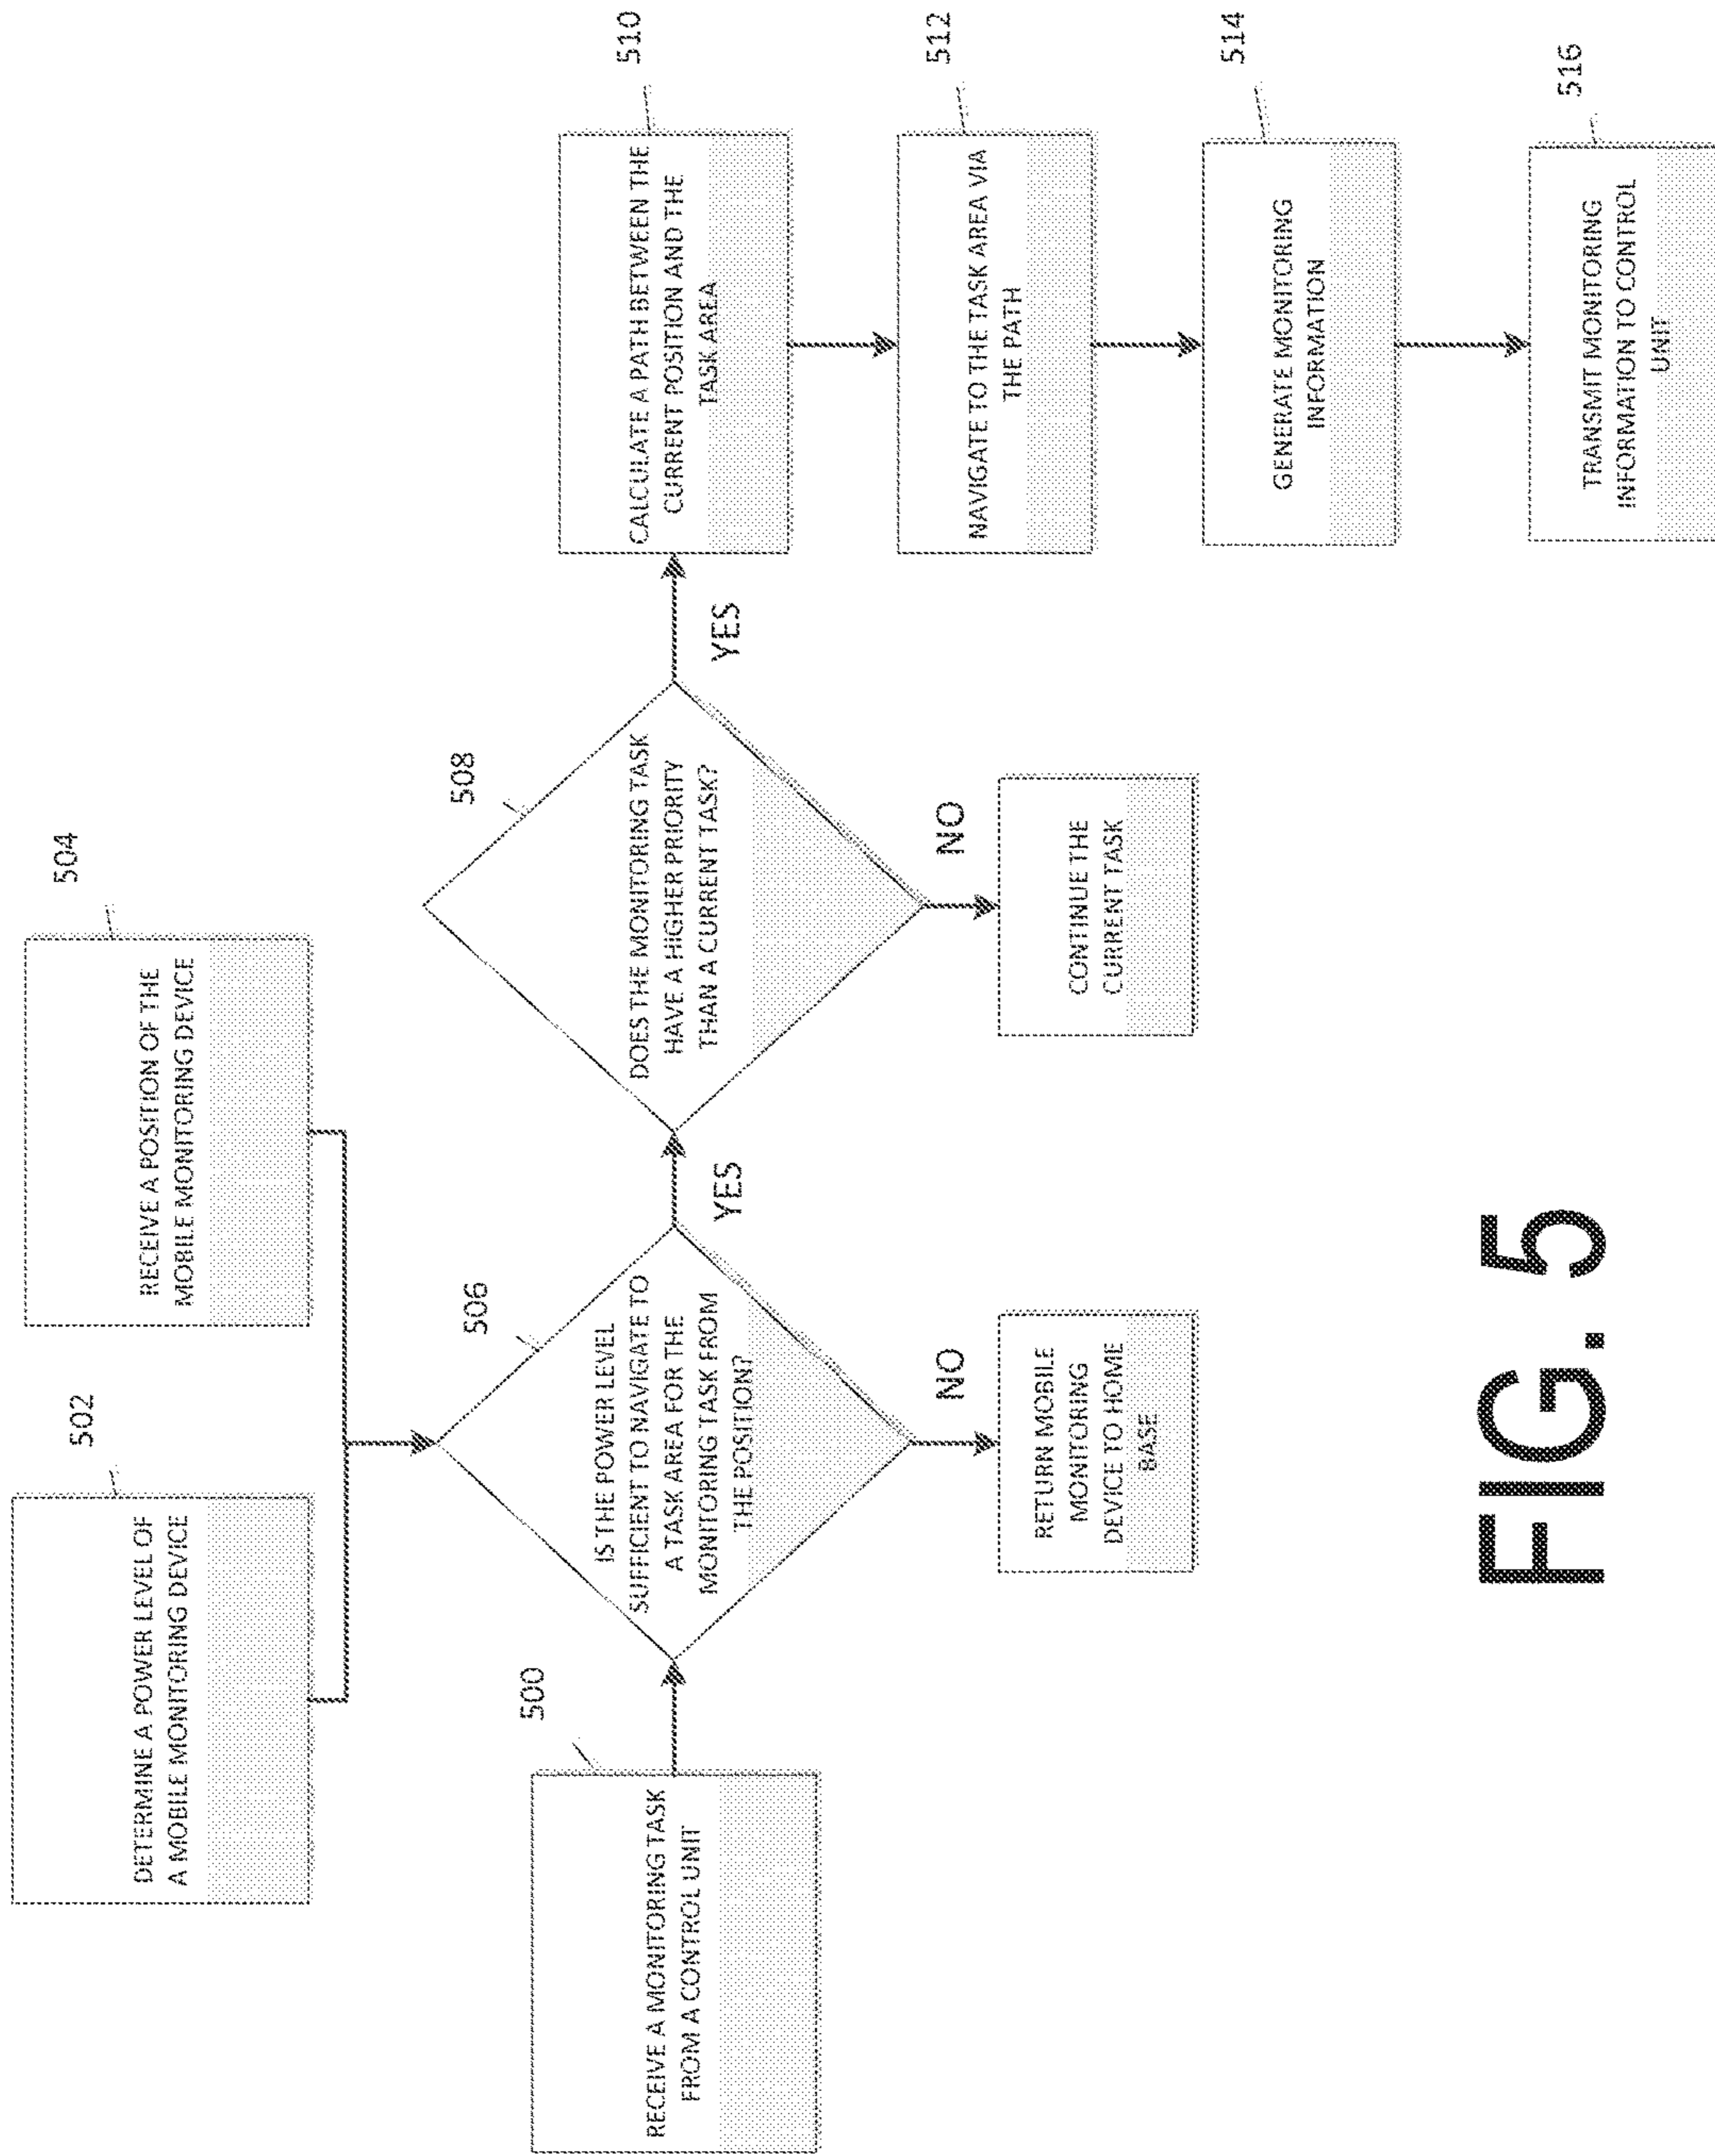 502
DETERMINE A POWER LEVEL OF
A MOBILE MONITORING DEVICE
504
RECEIVE A POSITION OF THE
MOBILE MONITORING DEVICE
500
RECEIVE A MONITORING TASK
FROM A CONTROL UNIT
506
IS THE POWER LEVEL
SUFFICIENT TO NAVIGATE TO
A TASK AREA FOR THE
MONITORING TASK FROM
THE POSITION?
YES
NO
RETURN MOBILE
MONITORING
DEVICE TO HOME
BASE
508
DOES THE MONITORING TASK
HAVE A HIGHER PRIORITY
THAN A CURRENT TASK?
YES
NO
CONTINUE THE
CURRENT TASK
510
CALCULATE A PATH BETWEEN THE
CURRENT POSITION AND THE
TASK AREA
512
NAVIGATE TO THE TASK AREA VIA
THE PATH
514
GENERATE MONITORING
INFORMATION
516
TRANSMIT MONITORING
INFORMATION TO CONTROL
UNIT
FIG. 5